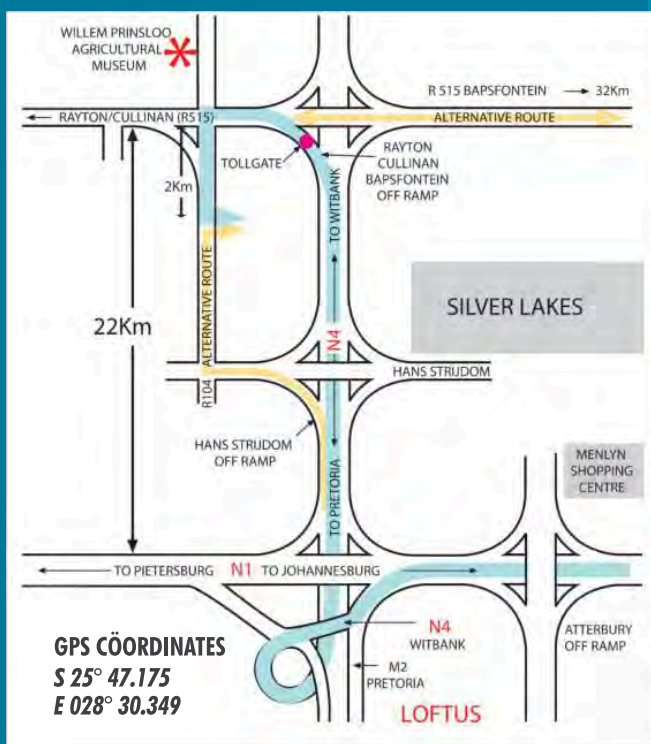 WILLEM PRINSLOO
AGRICULTURAL
MUSEUM
R 515 BAPSFONTEIN
32Km
RAYTON/CULLINAN (R515)
ALTERNATIVE ROUTE
TOLLGATE
RAYTON
CULLINAN
BAPSFONTEIN
OFF RAMP
2Km
TO WITBANK
ALTERNATIVE ROUTE
22Km
SILVER LAKES
N4
HANS STRIJDOM
R104
HANS STRIJDOM
OFF RAMP
MENLYN
SHOPPING
CENTRE
TO PRETORIA
TO PIETERSBURG N1 TO JOHANNESBURG
GPS CÖORDINATES
S 25° 47.175
E 028° 30.349
N4
WITBANK
ATTERBURY
OFF RAMP
M2
PRETORIA
LOFTUS